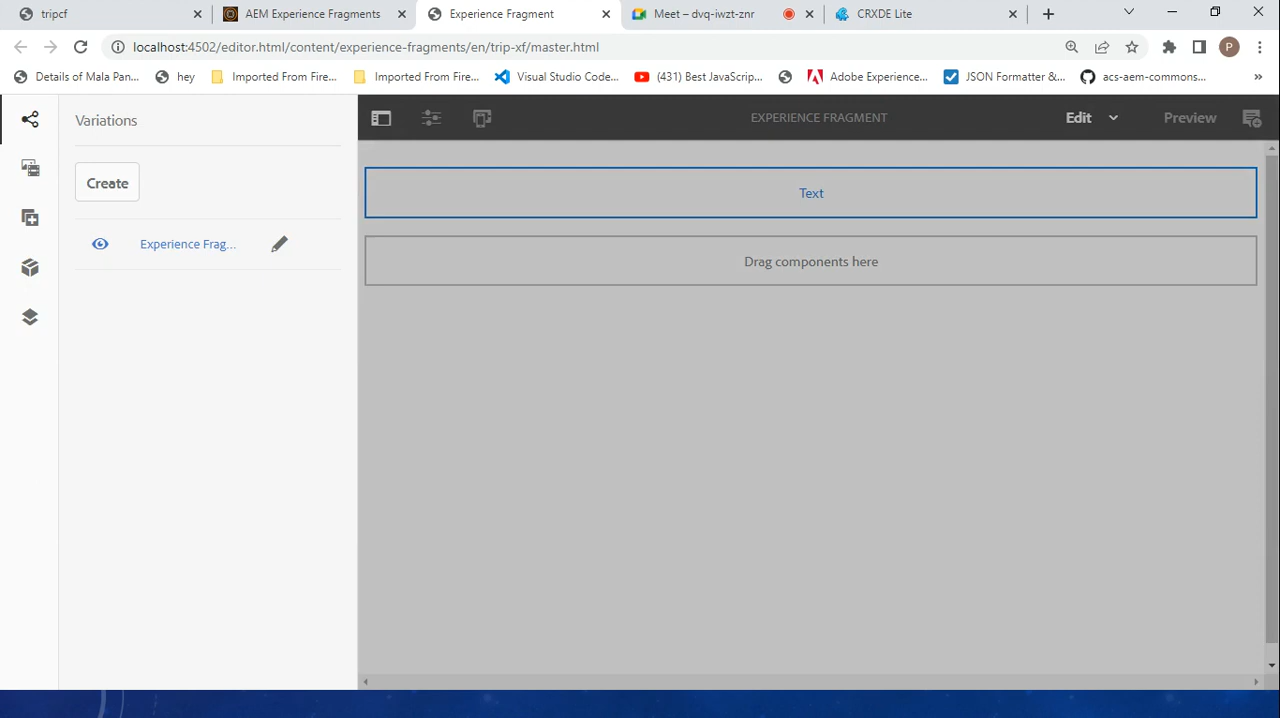 tripcf
AEM Experience Fragments
Experience Fragment
Meet – dvq-iwzt-znr
CRXDE Lite
localhost:4502/editor.html/content/experience-fragments/en/trip-xf/master.html
P
Details of Mala Pan...
hey
Imported From Fire...
Imported From Fire...
Visual Studio Code...
(431) Best JavaScrip...
Adobe Experience...
JSON Formatter &...
acs-aem-commons...
»
Variations
EXPERIENCE FRAGMENT
Edit
Preview
Create
Text
Experience Frag...
Drag components here